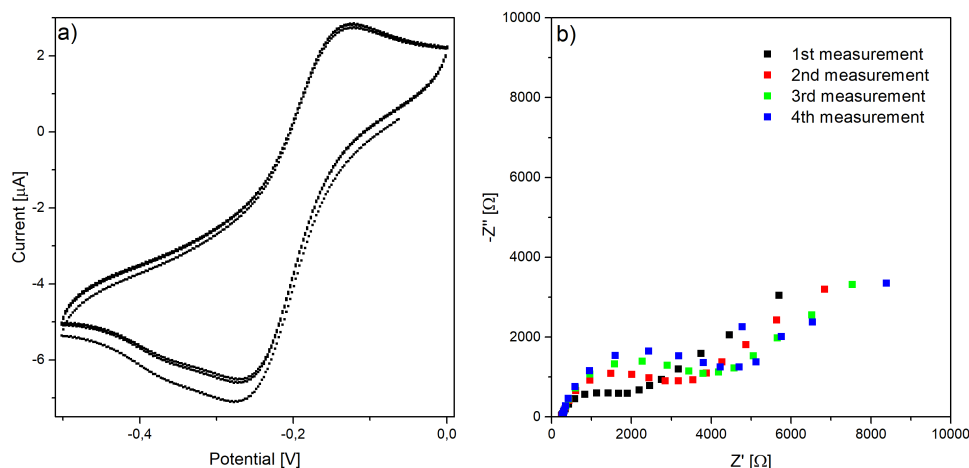 a)
2
0
-2
-4
-6
Current [µA]
-0,4
-0,2
0,0
Potential [V]
b)
10000
8000
6000
4000
2000
0
-Z'' [Ω]
1st measurement
2nd measurement
3rd measurement
4th measurement
0
2000
4000
6000
8000
10000
Z' [Ω]